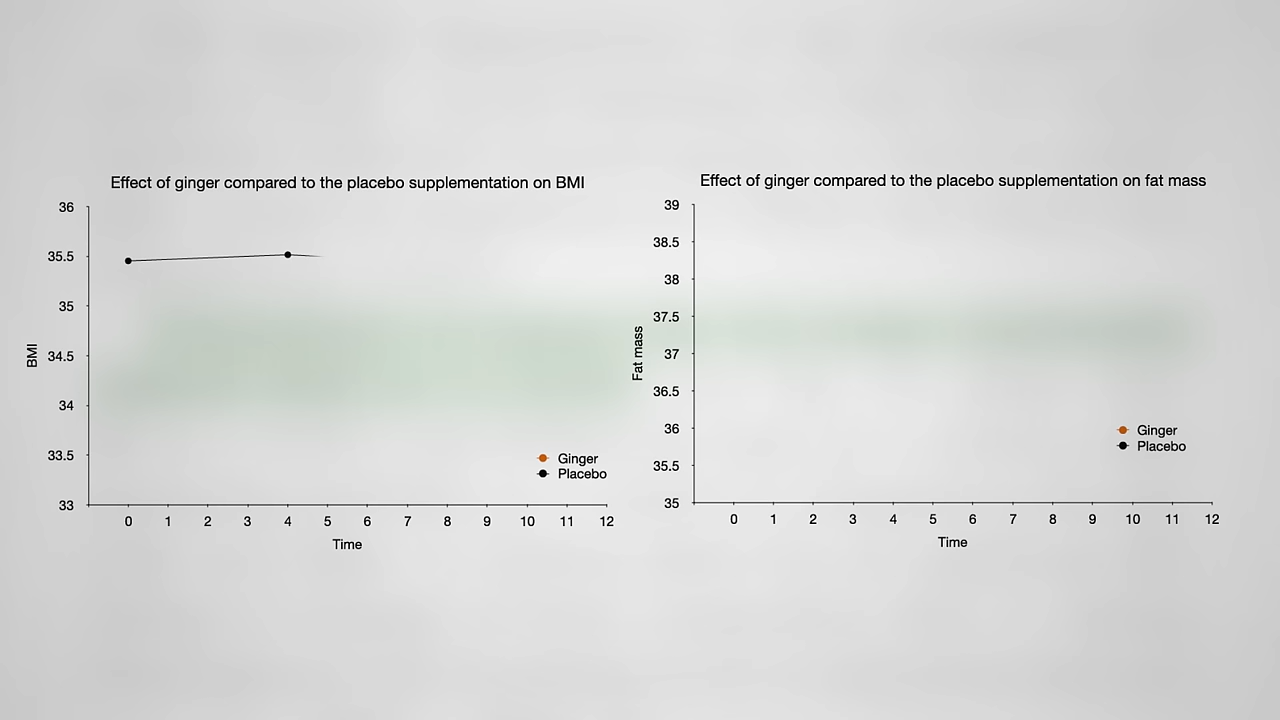 Effect of ginger compared to the placebo supplementation on BMI
36
35.5
35
34.5
34
33.5
33
BMI
0 1 2 3 4 5 6 7 8 9 10 11 12
Time
Ginger
Placebo
Effect of ginger compared to the placebo supplementation on fat mass
39
38.5
38
37.5
37
36.5
36
35.5
35
Fat mass
0 1 2 3 4 5 6 7 8 9 10 11 12
Time
Ginger
Placebo